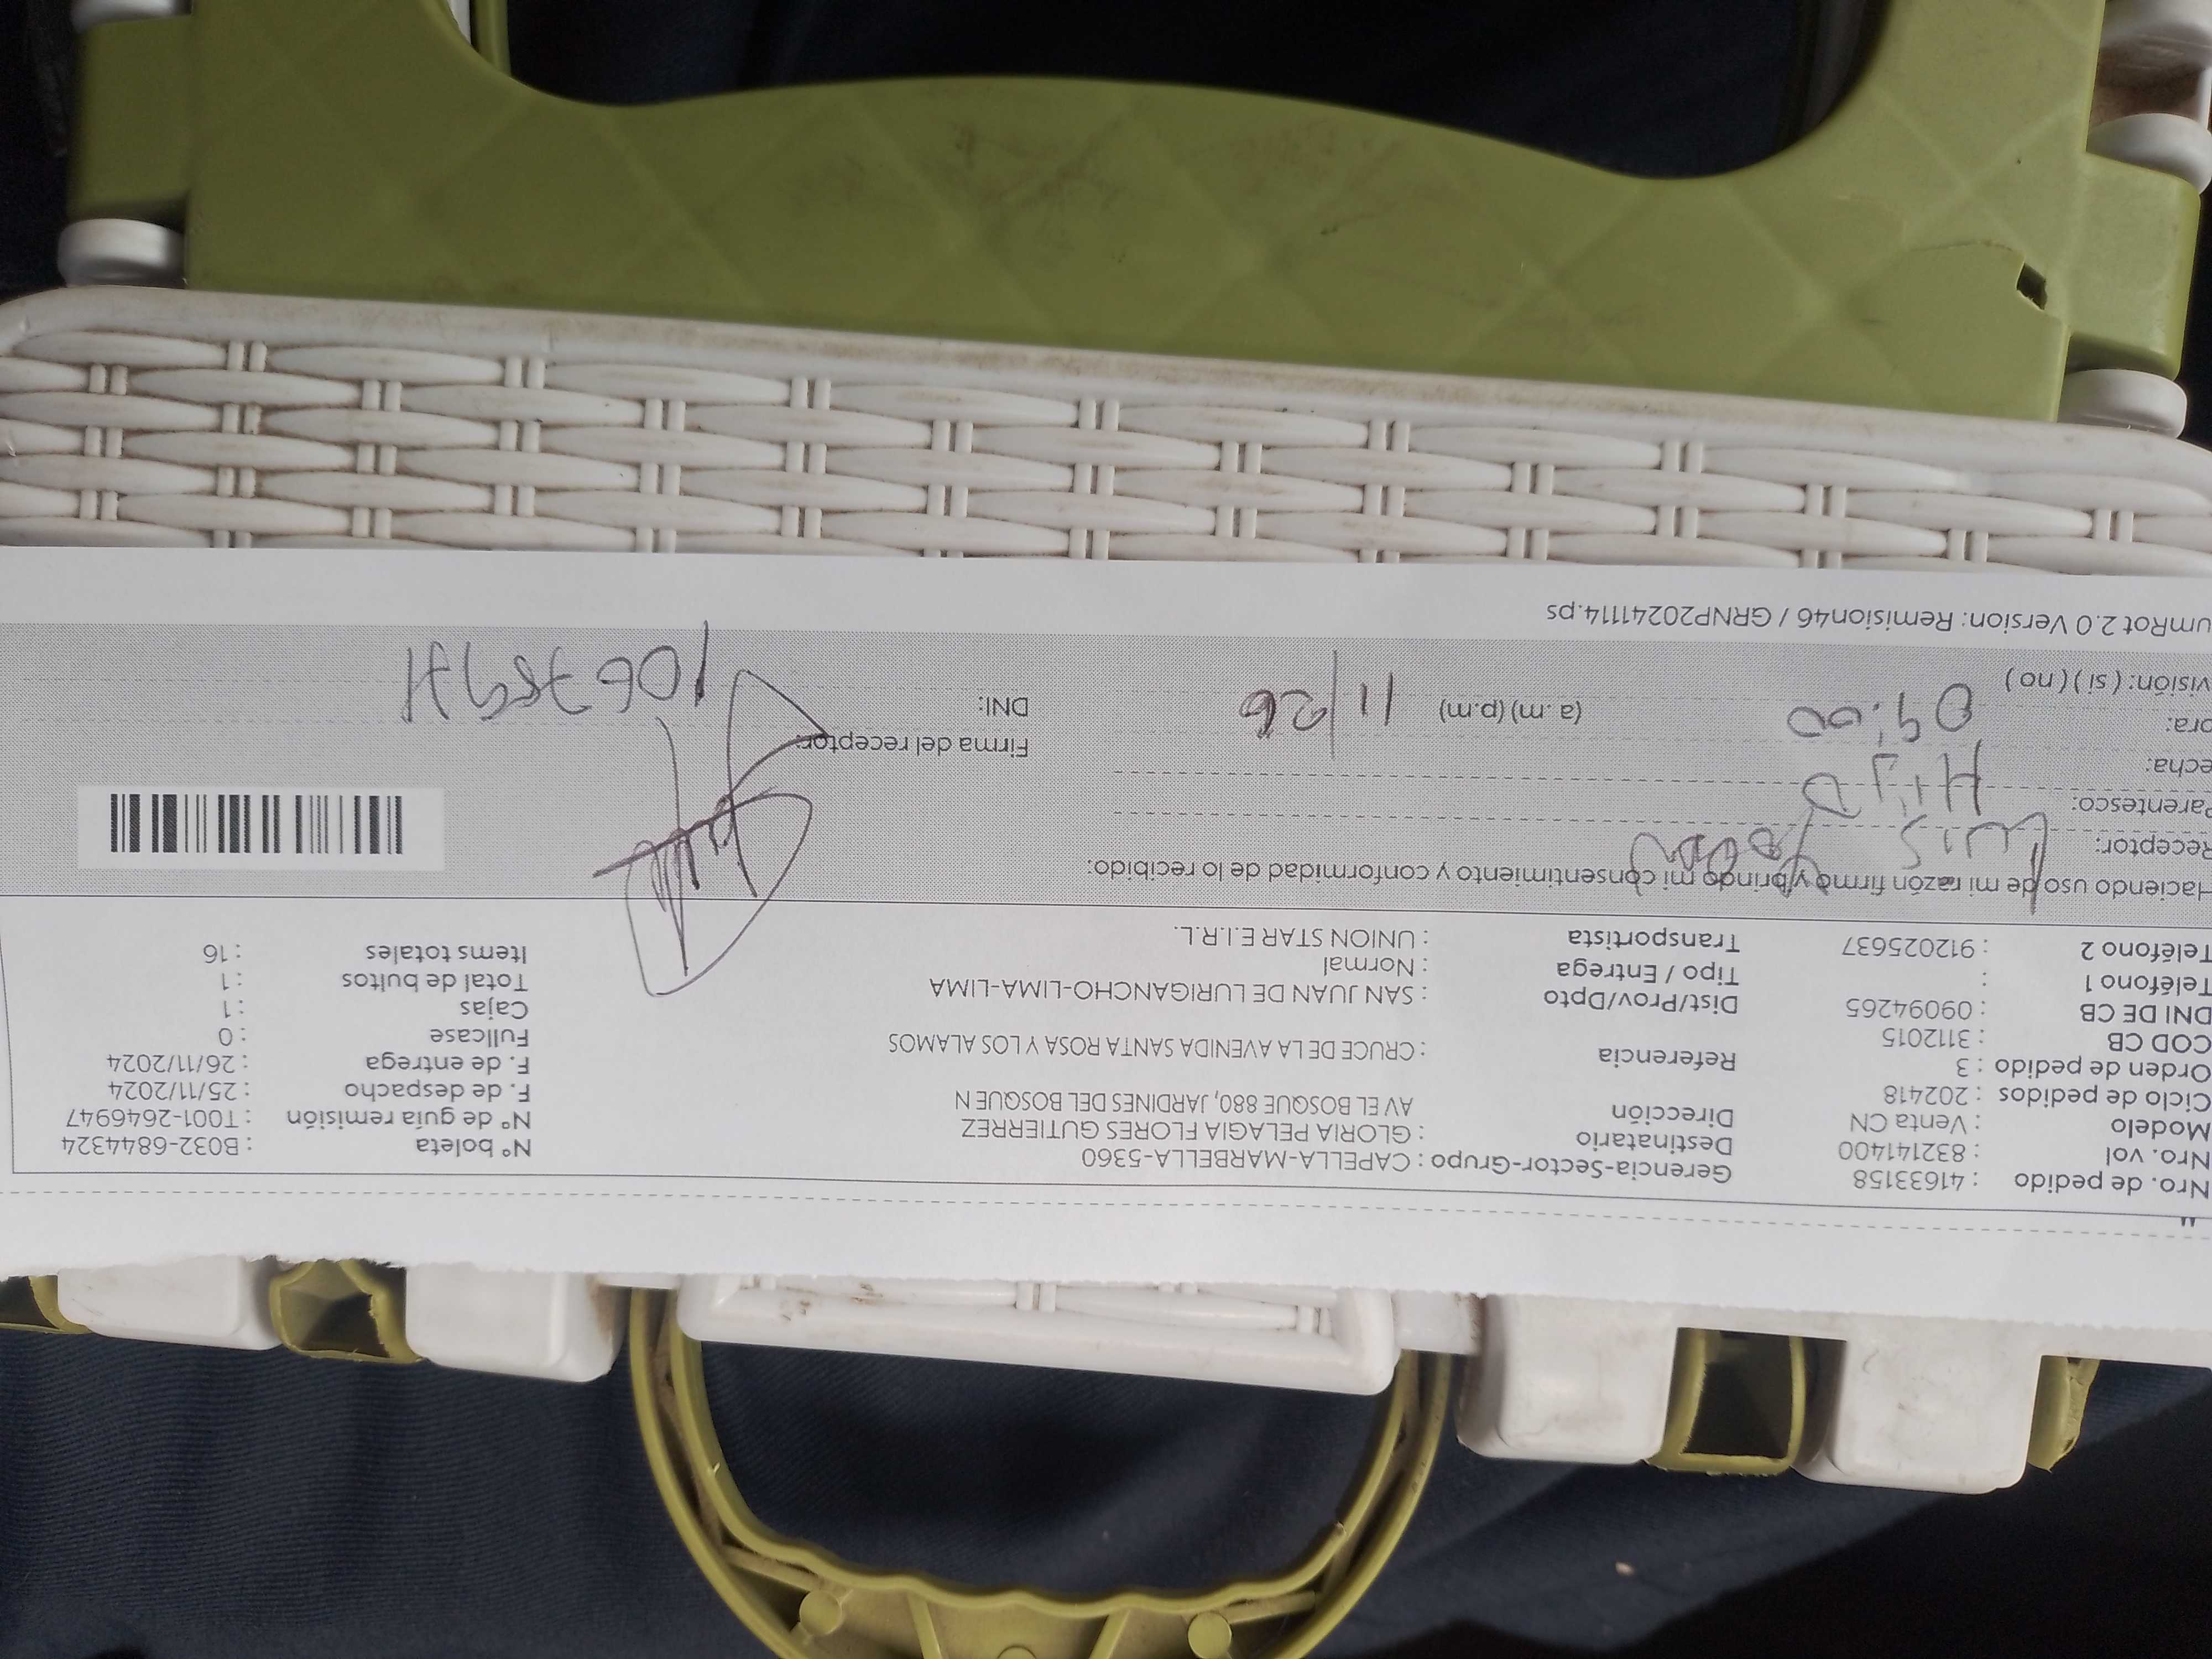 Nro. de pedido : 41633158
Nro. vol : 832141400
Modelo : Venta CN
Ciclo de pedidos : 202418
Orden de pedido : 3
COD CB : 3112015
DNI DE CB : 09094265
Teléfono 1 :
Teléfono 2 : 912025637
Gerencia-Sector-Grupo : CAPELLA-MARBELLA-5360
Destinatario : GLORIA PELAGIA FLORES GUTIERREZ
Dirección AV EL BOSQUE 880, JARDINES DEL BOSQUE N
Referencia : CRUCE DE LA AVENIDA SANTA ROSA Y LOS ALAMOS
Dist/Prov/Dpto : SAN JUAN DE LURIGANCHO-LIMA-LIMA
Tipo / Entrega : Normal
Transportista : UNION STAR E.I.R.L.
N° boleta : B032-6844324
N° de guía remisión : T001-2646947
F. de despacho : 25/11/2024
F. de entrega : 26/11/2024
Fullcase : 0
Cajas : 1
Total de bultos : 1
Items totales : 16
Haciendo uso de mi razón firmo y brindo mi consentimiento y conformidad de lo recibido:
Receptor: Luis
Parentesco: Hijo
echa:
ora: 09:00 (a.m) (p.m) 11/26
visión: ( si ) ( no )
Firma del receptor:
DNI:
umRot 2.0 Version: Remision46 / GRNP20241114.ps